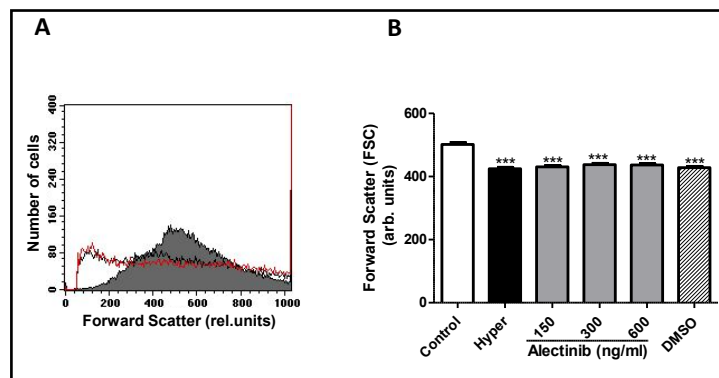 A
B
Number of cells
400
320
240
160
80
0
0 200 400 600 800 1000
Forward Scatter (rel.units)
Forward Scatter (FSC)
(arb. units)
600
400
200
0
*** *** *** *** ***
Control Hyper 150 300 600 DMSO
Alectinib (ng/ml)